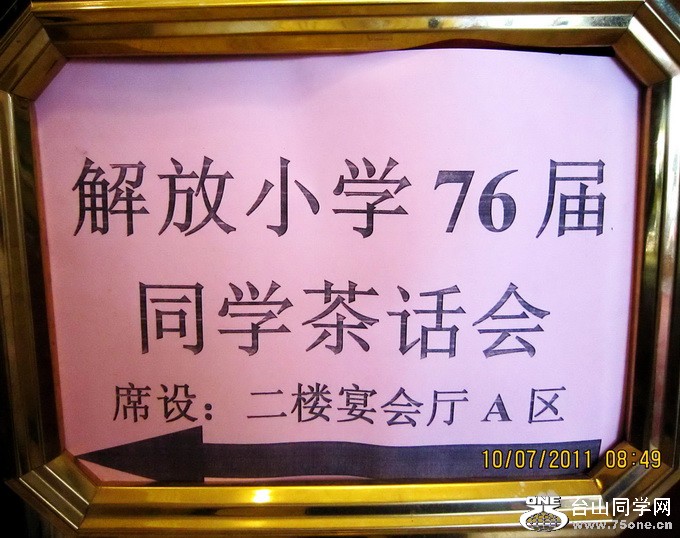 解放小学 76 届
同学茶话会
席设：二楼宴会厅 A 区
10/07/2011 08:49
ONE 台山同学网
www.75one.cn